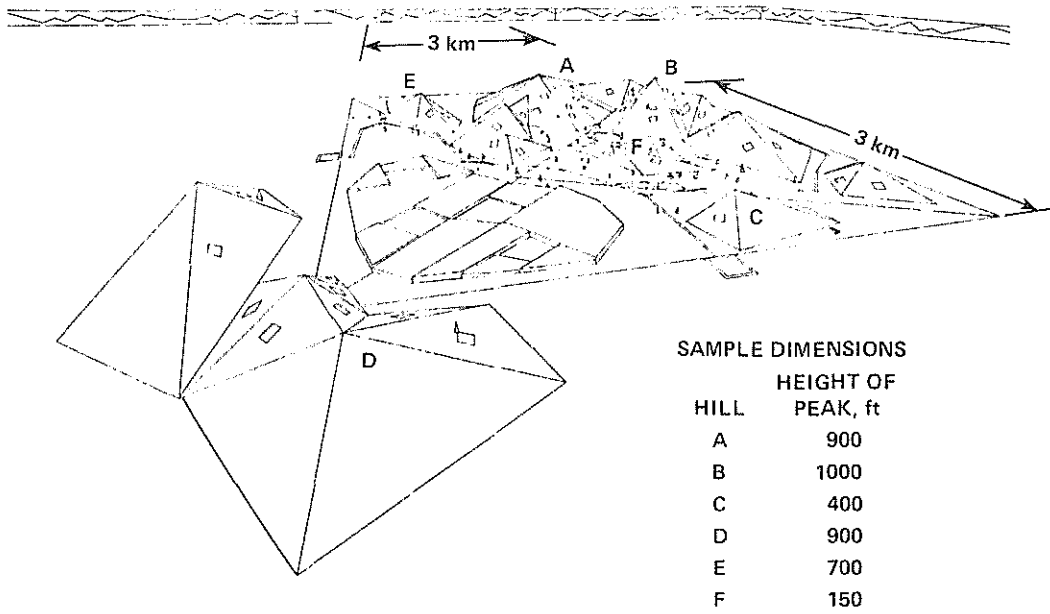 3 km
A
B
E
3 km
F
C
D
SAMPLE DIMENSIONS
HEIGHT OF
HILL PEAK, ft
A 900
B 1000
C 400
D 900
E 700
F 150